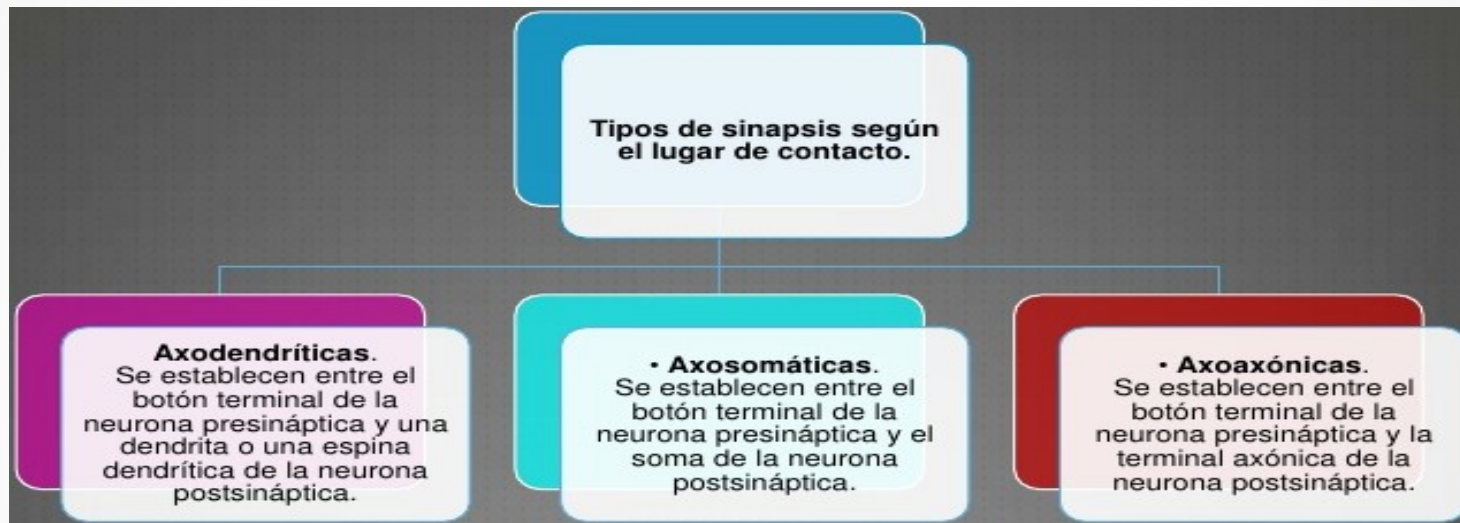 Tipos de sinapsis según
el lugar de contacto.
Axodendríticas.
Se establecen entre el
botón terminal de la
neurona presináptica y una
dendrita o una espina
dendrítica de la neurona
postsináptica.
• Axosomáticas.
Se establecen entre el
botón terminal de la
neurona presináptica y el
soma de la neurona
postsináptica.
• Axoaxónicas.
Se establecen entre el
botón terminal de la
neurona presináptica y la
terminal axónica de la
neurona postsináptica.